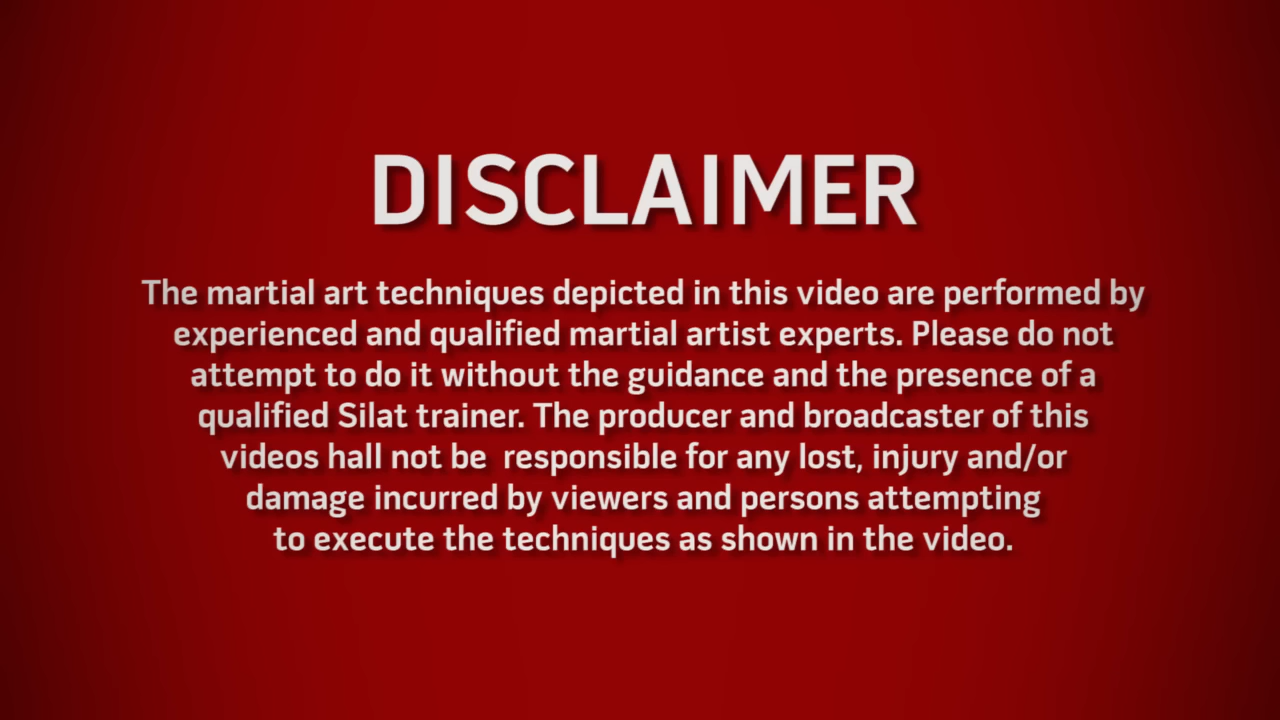 DISCLAIMER
The martial art techniques depicted in this video are performed by
experienced and qualified martial artist experts. Please do not
attempt to do it without the guidance and the presence of a
qualified Silat trainer. The producer and broadcaster of this
videos hall not be  responsible for any lost, injury and/or
damage incurred by viewers and persons attempting
to execute the techniques as shown in the video.